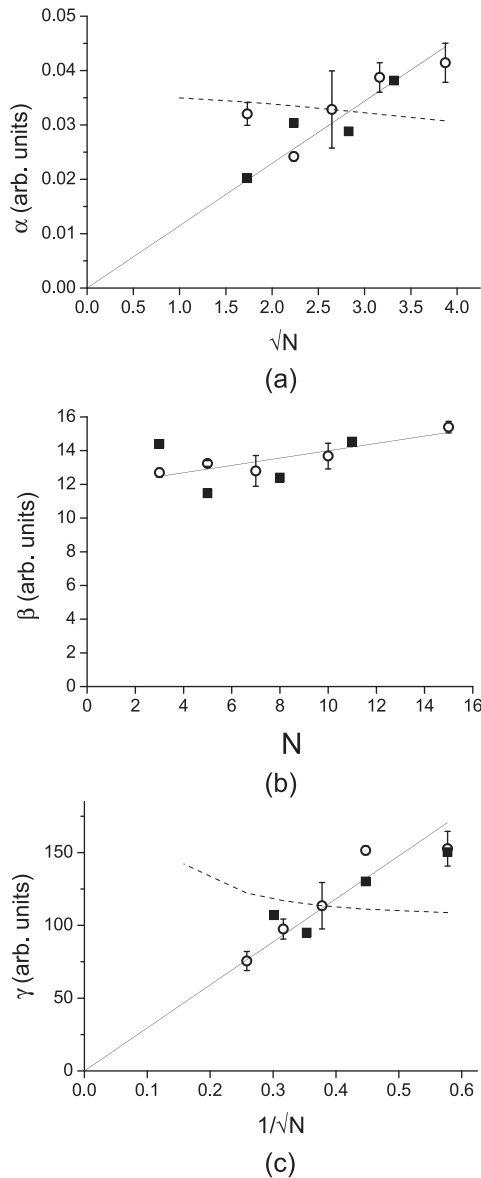 0.05
0.04
0.03
0.02
0.01
0.00
α (arb. units)
0.0 0.5 1.0 1.5 2.0 2.5 3.0 3.5 4.0
√N
(a)
16
14
12
10
8
6
4
2
0
β (arb. units)
0 2 4 6 8 10 12 14 16
N
(b)
150
100
50
0
γ (arb. units)
0.0 0.1 0.2 0.3 0.4 0.5 0.6
1/√N
(c)